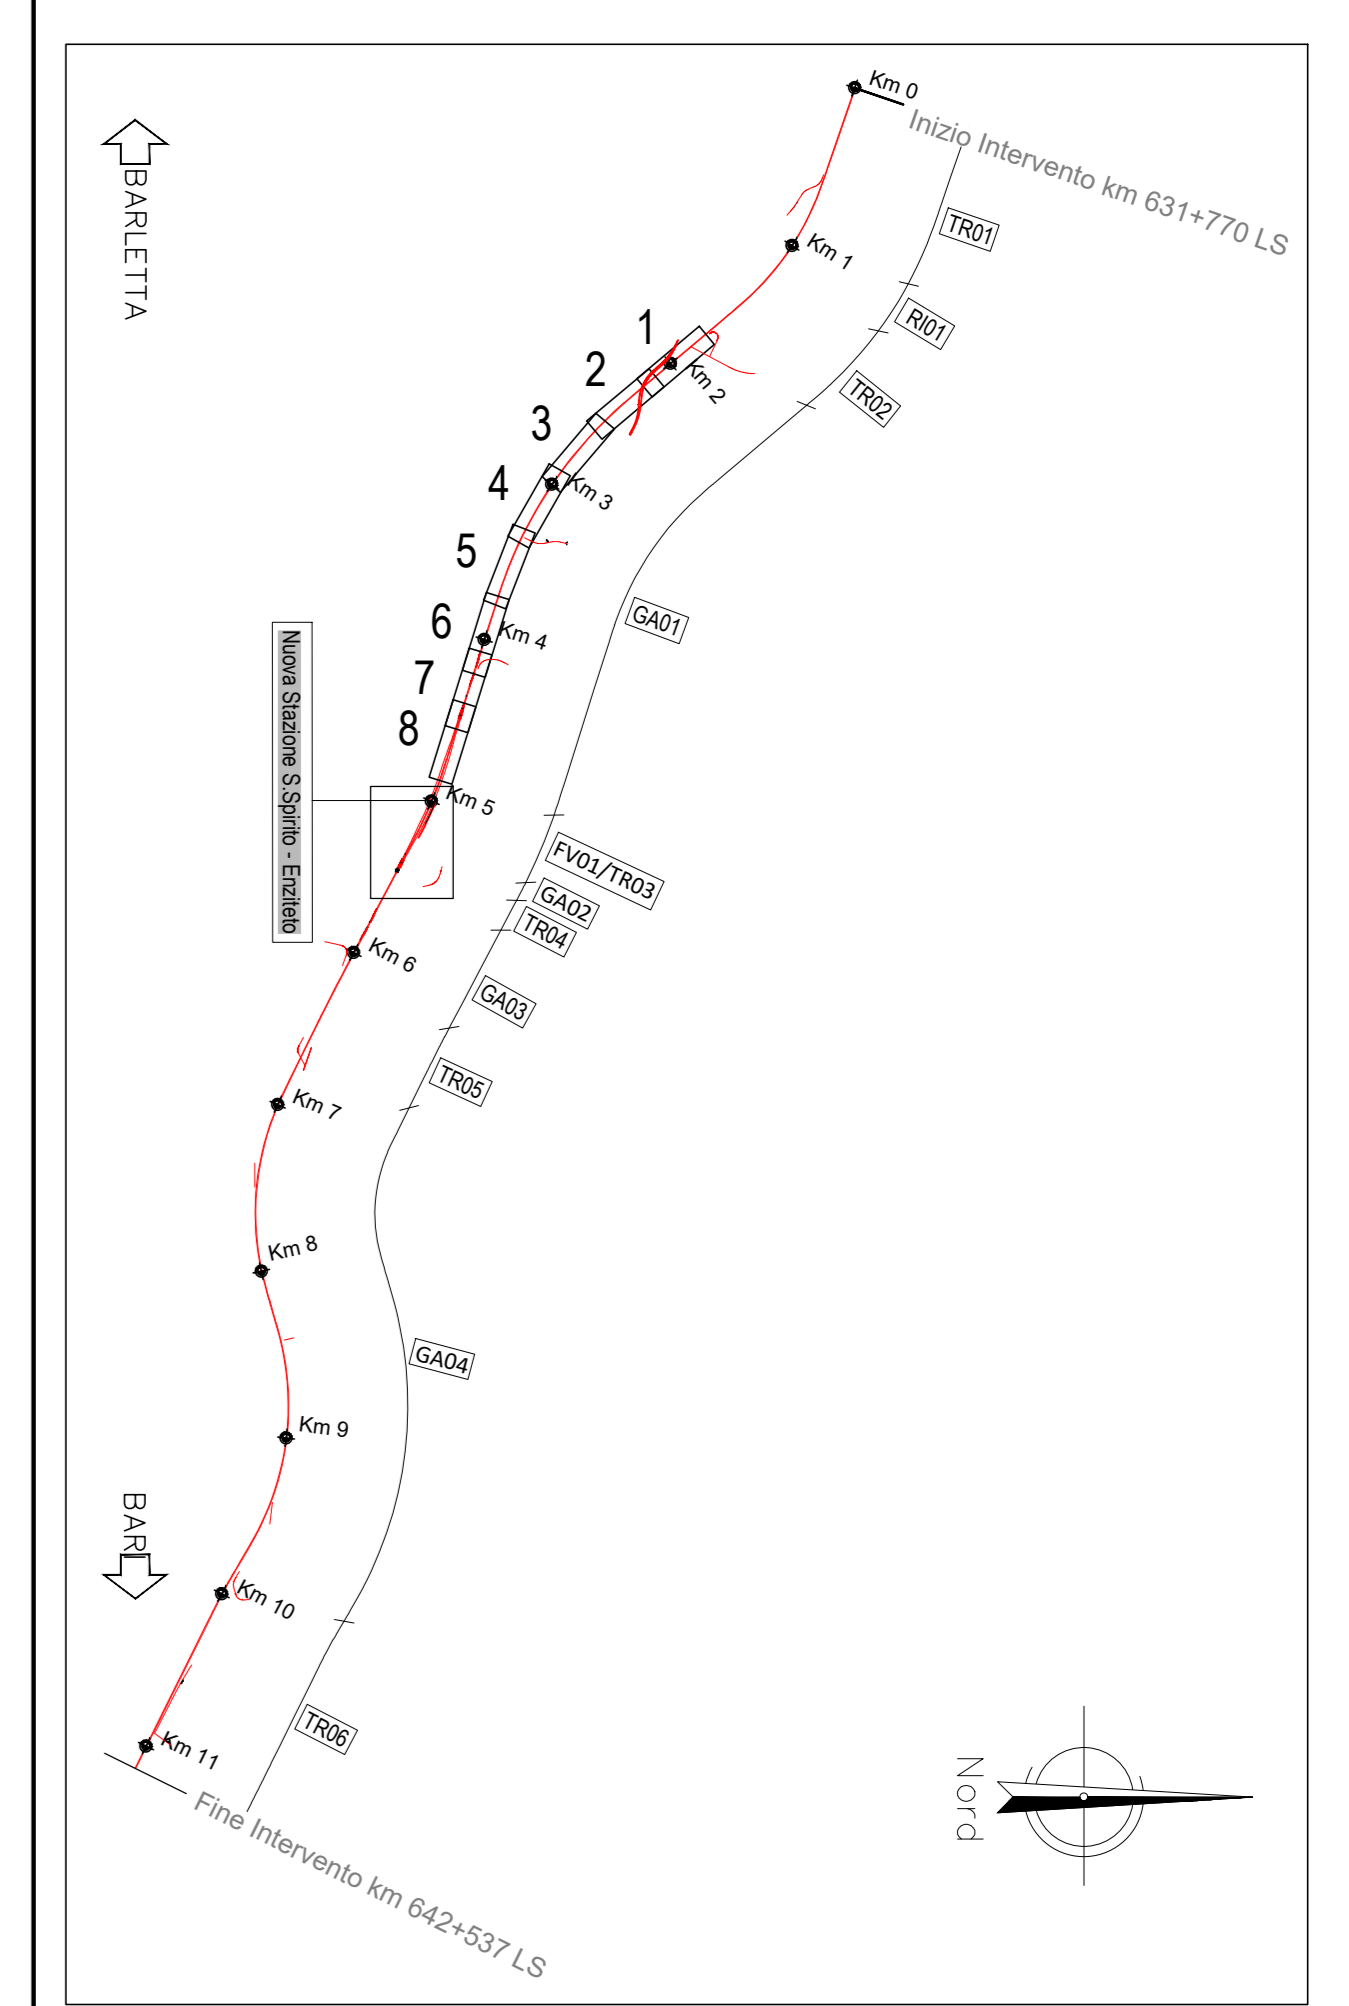 Km 0
Inizio Intervento km 631+770 LS
BARLETTA
TR01
Km 1
RI01
1
Km 2
2
TR02
3
Km 3
4
5
GA01
6
Km 4
7
8
Nuova Stazione S.Spirito - Enziteto
Km 5
FV01/TR03
GA02
TR04
Km 6
GA03
TR05
Km 7
Km 8
GA04
Km 9
BARI
Km 10
TR06
Km 11
Nord
Fine Intervento km 642+537 LS